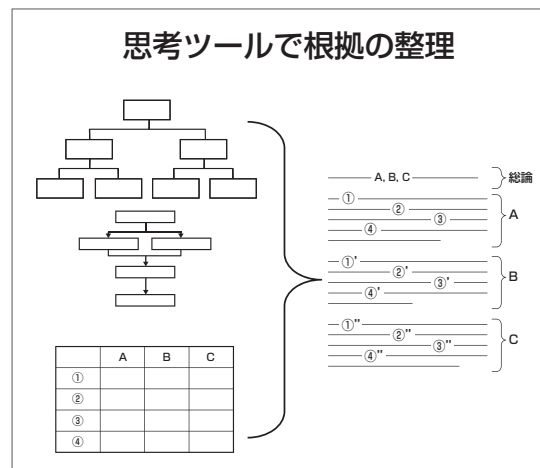 思考ツールで根拠の整理
A B C
①
②
③
④
A, B, C
総論
①
②
③
④
A
①'
②'
③'
④'
B
①"
②"
③"
④"
C